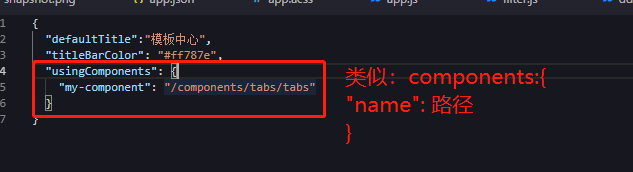 snapshot.png app.json app.acss app.js filter.js
1 {
2 "defaultTitle":"模板中心",
3 "titleBarColor": "#ff787e",
4 "usingComponents": {
5 "my-component": "/components/tabs/tabs"
6 }
7 }
类似：components:{
"name": 路径
}